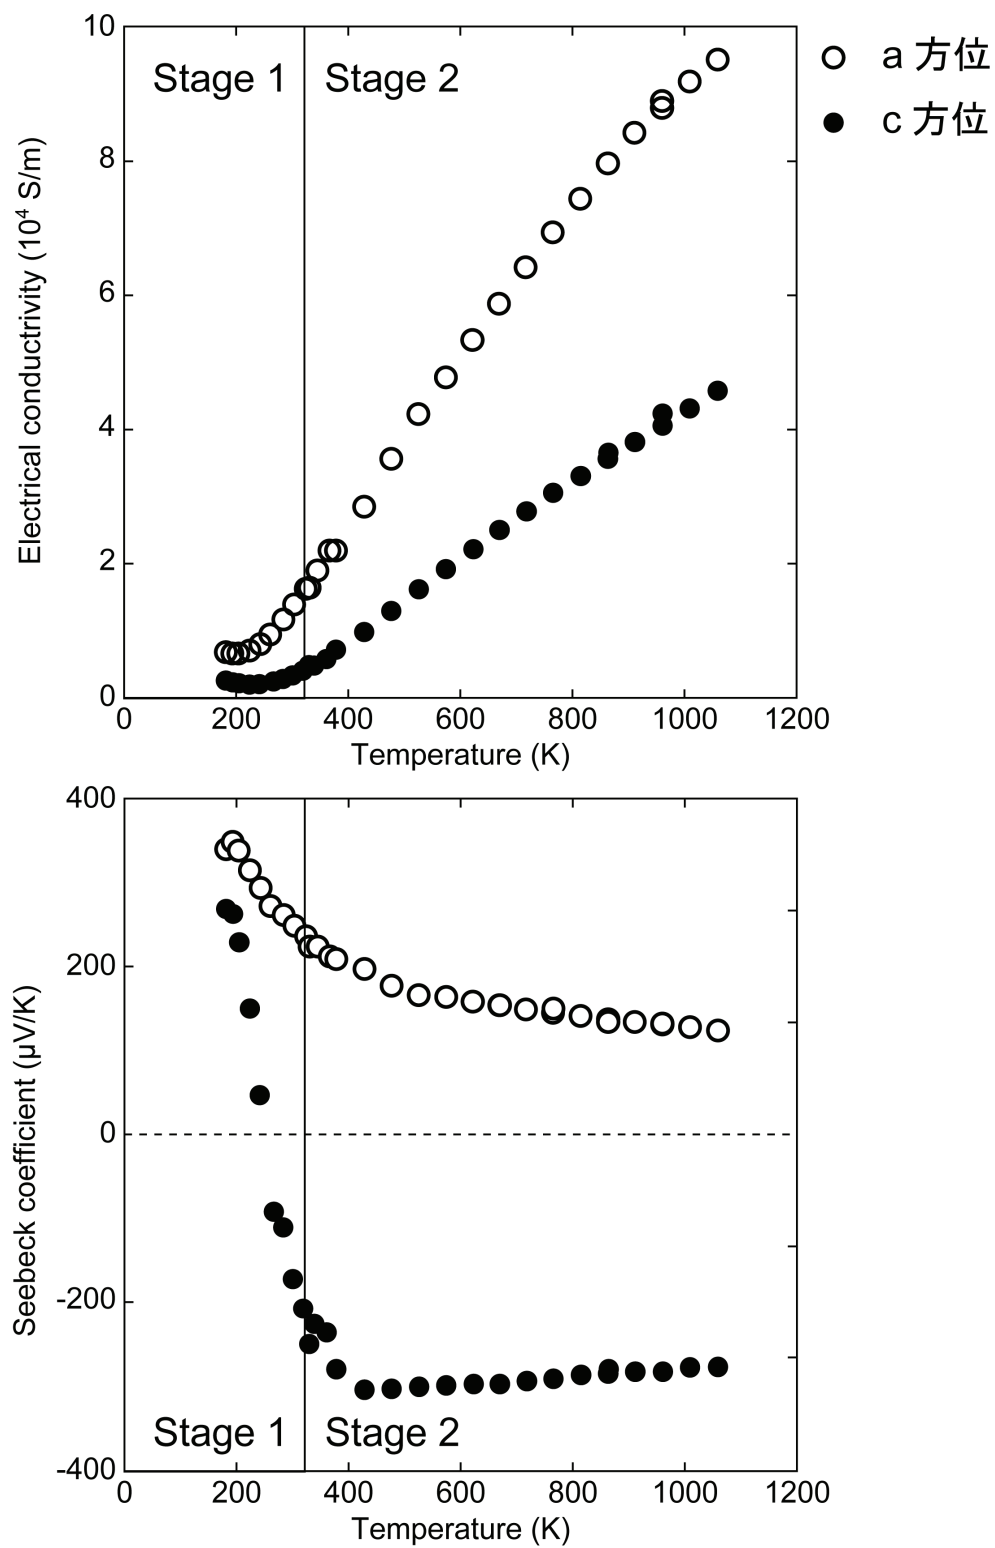 10
Stage 1 Stage 2
a 方位
c 方位
8
6
4
2
0
Electrical conductrivity (10⁴ S/m)
0 200 400 600 800 1000 1200
Temperature (K)
400
200
0
-200
-400
Seebeck coefficient (μV/K)
Stage 1 Stage 2
0 200 400 600 800 1000 1200
Temperature (K)